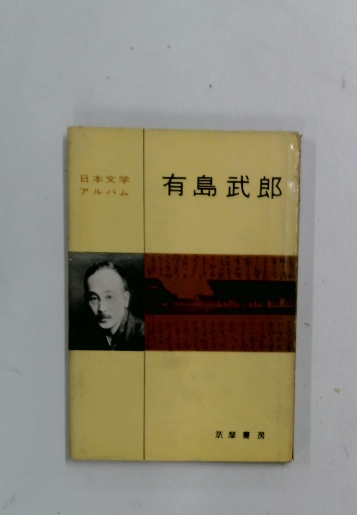 日本文学
アルバム
有島武郎
筑摩書房